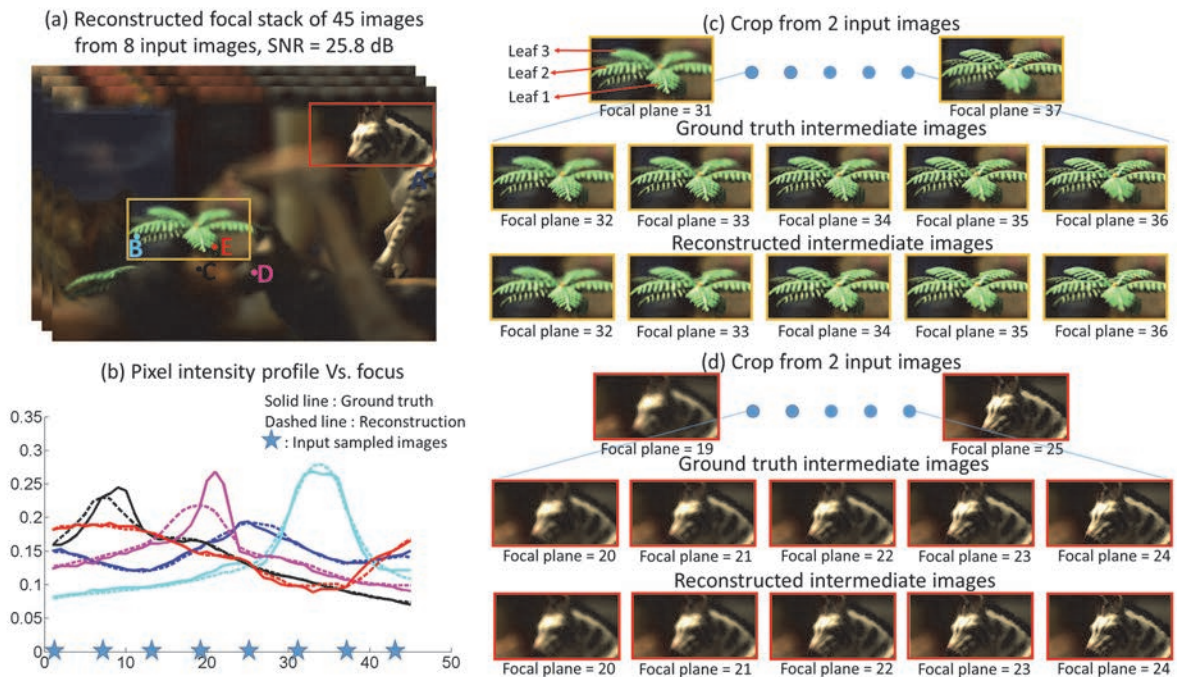 (a) Reconstructed focal stack of 45 images
from 8 input images, SNR = 25.8 dB
A
B
E
C
D
(b) Pixel intensity profile Vs. focus
Solid line : Ground truth
Dashed line : Reconstruction
: Input sampled images
0.35
0.3
0.25
0.2
0.15
0.1
0.05
0
0 10 20 30 40 50
(c) Crop from 2 input images
Leaf 3
Leaf 2
Leaf 1
Focal plane = 31 Focal plane = 37
Ground truth intermediate images
Focal plane = 32 Focal plane = 33 Focal plane = 34 Focal plane = 35 Focal plane = 36
Reconstructed intermediate images
Focal plane = 32 Focal plane = 33 Focal plane = 34 Focal plane = 35 Focal plane = 36
(d) Crop from 2 input images
Focal plane = 19 Focal plane = 25
Ground truth intermediate images
Focal plane = 20 Focal plane = 21 Focal plane = 22 Focal plane = 23 Focal plane = 24
Reconstructed intermediate images
Focal plane = 20 Focal plane = 21 Focal plane = 22 Focal plane = 23 Focal plane = 24